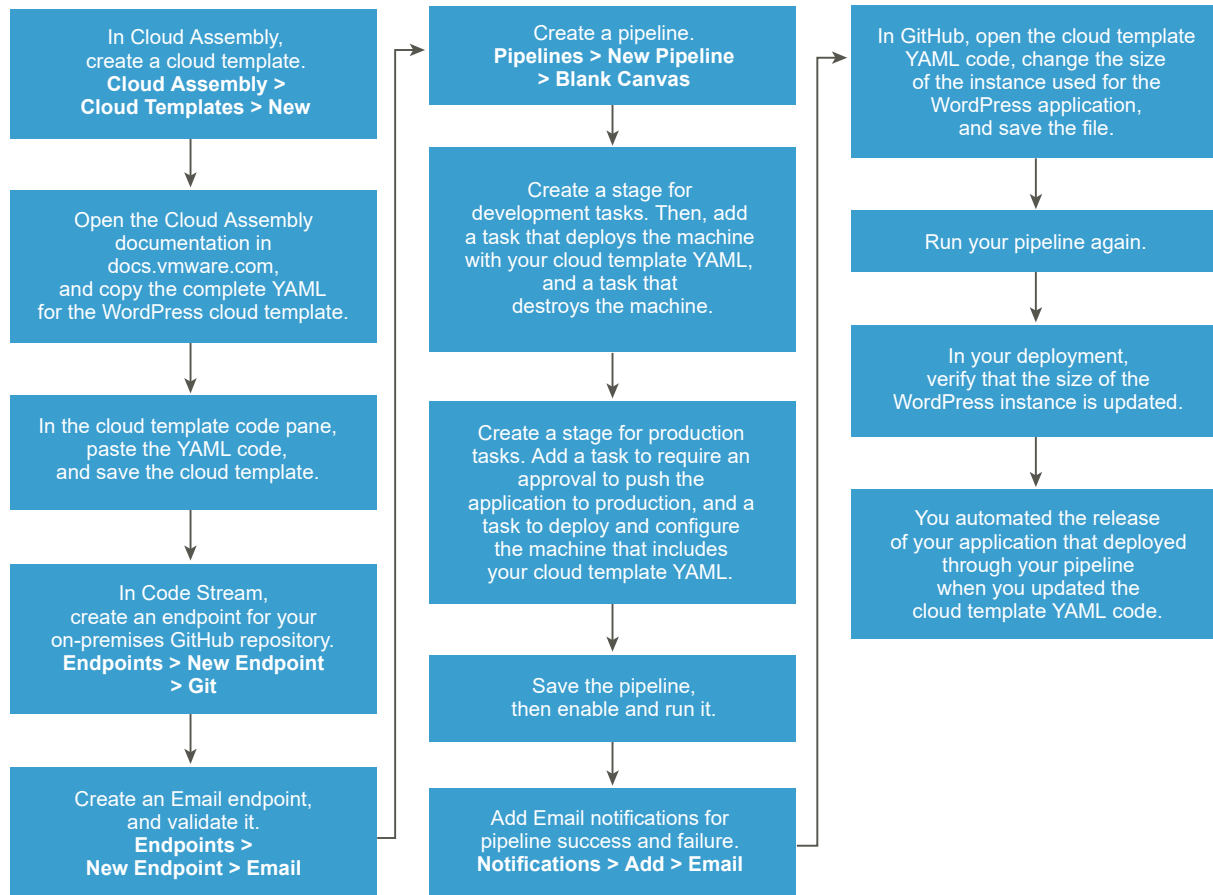 In Cloud Assembly,
create a cloud template.
Cloud Assembly >
Cloud Templates > New
Open the Cloud Assembly
documentation in
docs.vmware.com,
and copy the complete YAML
for the WordPress cloud template.
In the cloud template code pane,
paste the YAML code,
and save the cloud template.
In Code Stream,
create an endpoint for your
on-premises GitHub repository.
Endpoints > New Endpoint
> Git
Create an Email endpoint,
and validate it.
Endpoints >
New Endpoint > Email
Create a pipeline.
Pipelines > New Pipeline
> Blank Canvas
Create a stage for
development tasks. Then, add
a task that deploys the machine
with your cloud template YAML,
and a task that
destroys the machine.
Create a stage for production
tasks. Add a task to require an
approval to push the
application to production, and a
task to deploy and configure
the machine that includes
your cloud template YAML.
Save the pipeline,
then enable and run it.
Add Email notifications for
pipeline success and failure.
Notifications > Add > Email
In GitHub, open the cloud template
YAML code, change the size
of the instance used for the
WordPress application,
and save the file.
Run your pipeline again.
In your deployment,
verify that the size of the
WordPress instance is updated.
You automated the release
of your application that deployed
through your pipeline
when you updated the
cloud template YAML code.